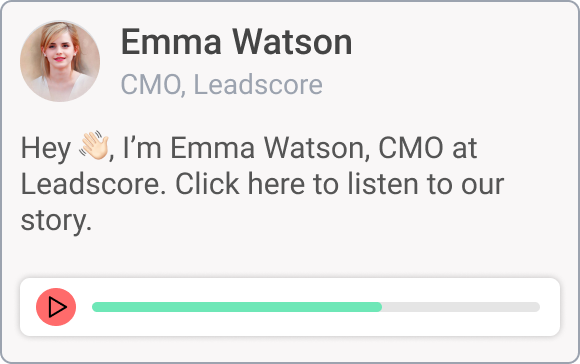 Emma Watson
CMO, Leadscore
Hey 👋🏻, I’m Emma Watson, CMO at
Leadscore. Click here to listen to our
story.